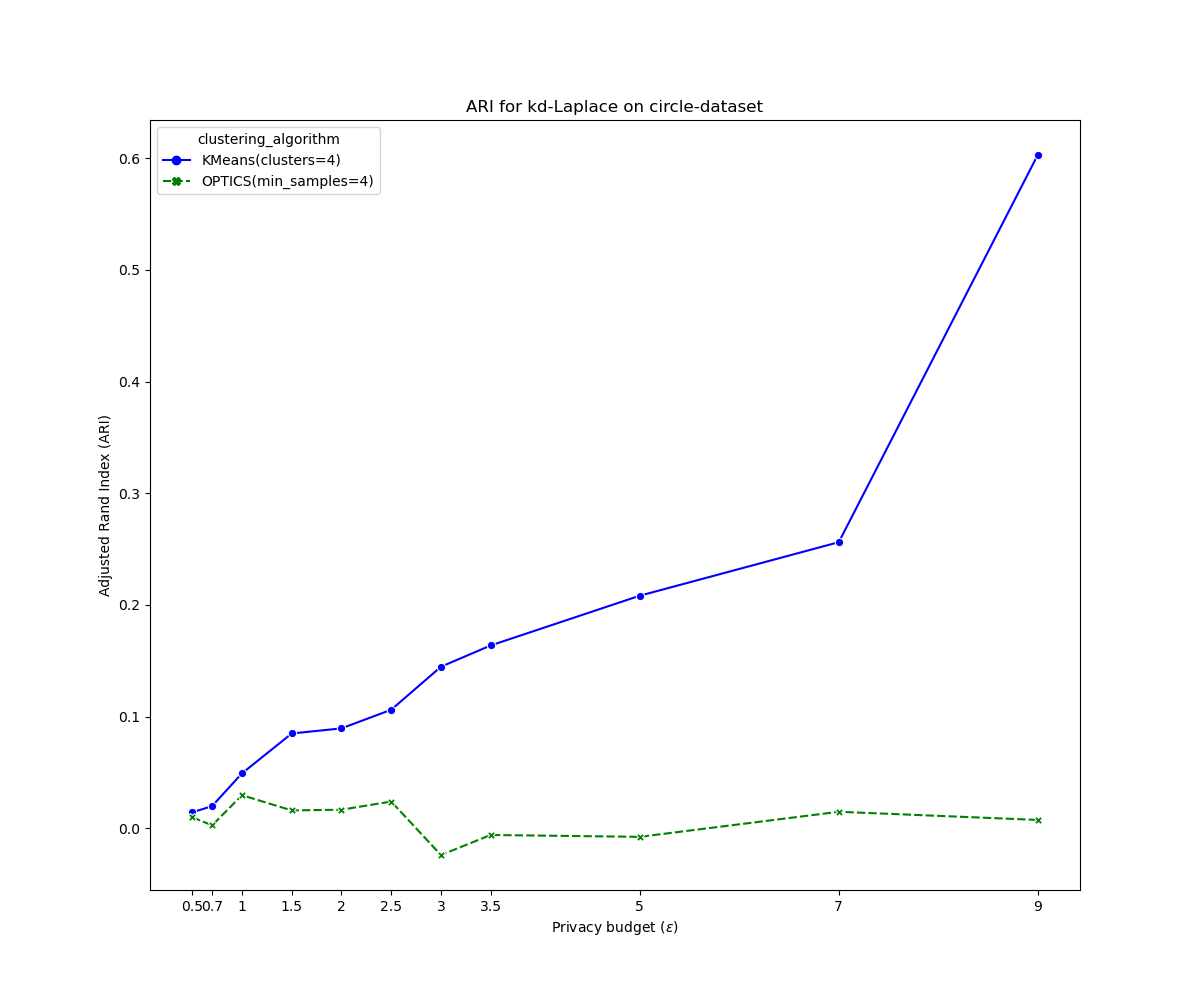 ARI for kd-Laplace on circle-dataset
clustering_algorithm
KMeans(clusters=4)
OPTICS(min_samples=4)
Adjusted Rand Index (ARI)
0.6
0.5
0.4
0.3
0.2
0.1
0.0
0.5 0.7 1 1.5 2 2.5 3 3.5 5 7 9
Privacy budget (ε)